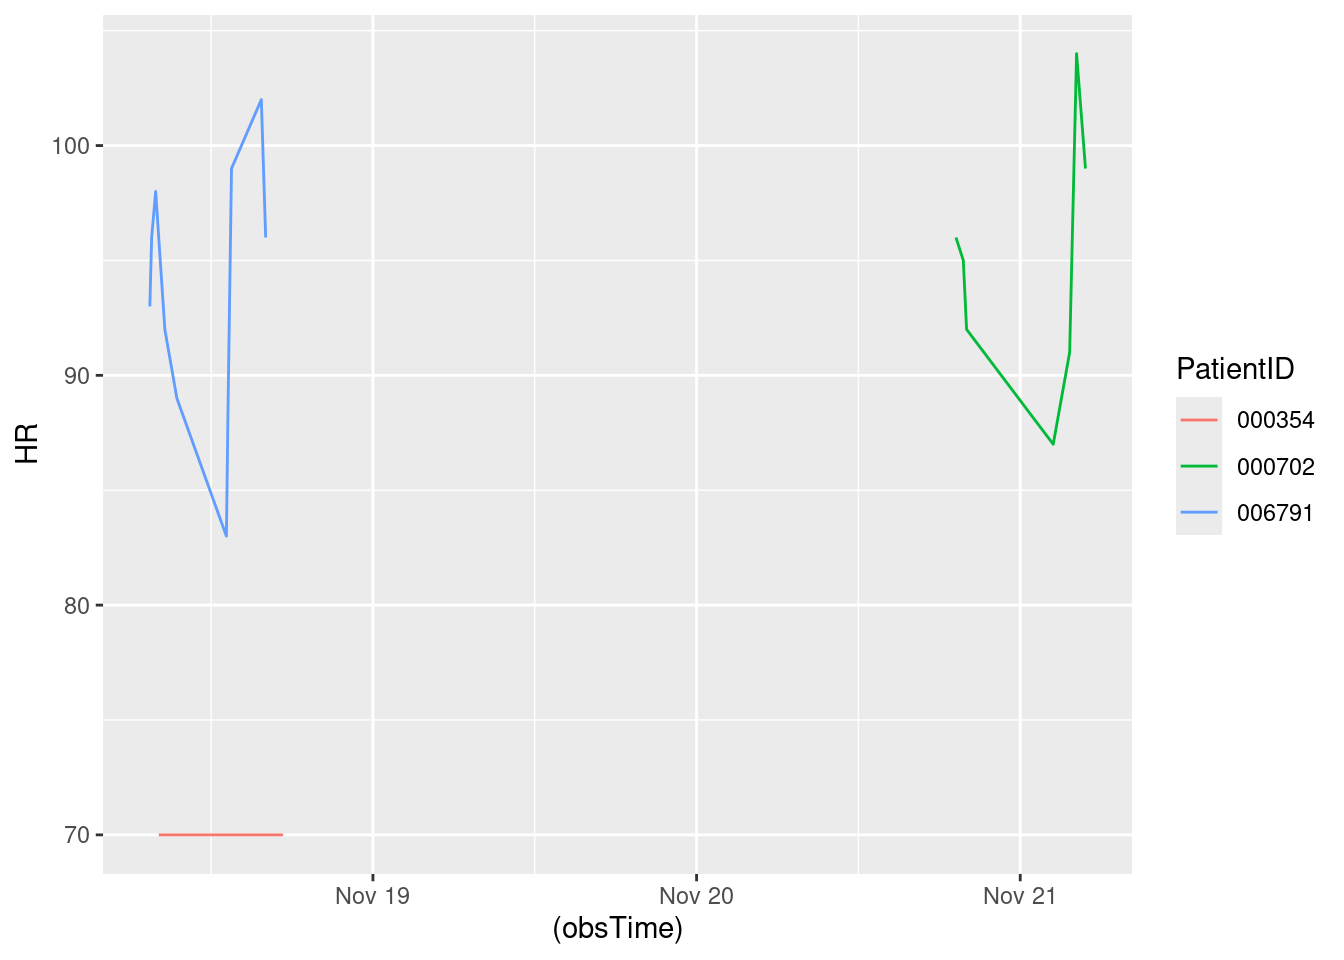 HR
100
90
80
70
Nov 19
Nov 20
Nov 21
(obsTime)
PatientID
000354
000702
006791